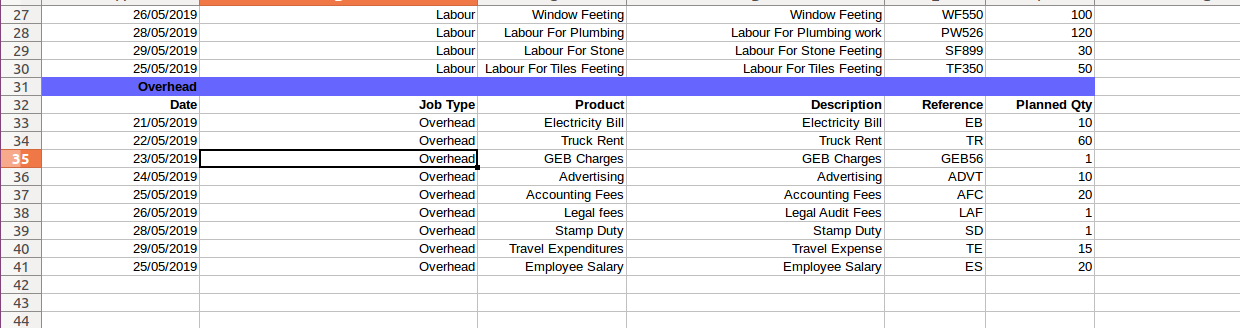 27 26/05/2019 Labour Window Feeting Window Feeting WF550 100
28 28/05/2019 Labour Labour For Plumbing Labour For Plumbing work PW526 120
29 29/05/2019 Labour Labour For Stone Labour For Stone Feeting SF899 30
30 25/05/2019 Labour Labour For Tiles Feeting Labour For Tiles Feeting TF350 50
31 Overhead
32 Date Job Type Product Description Reference Planned Qty
33 21/05/2019 Overhead Electricity Bill Electricity Bill EB 10
34 22/05/2019 Overhead Truck Rent Truck Rent TR 60
35 23/05/2019 Overhead GEB Charges GEB Charges GEB56 1
36 24/05/2019 Overhead Advertising Advertising ADVT 10
37 25/05/2019 Overhead Accounting Fees Accounting Fees AFC 20
38 26/05/2019 Overhead Legal fees Legal Audit Fees LAF 1
39 28/05/2019 Overhead Stamp Duty Stamp Duty SD 1
40 29/05/2019 Overhead Travel Expenditures Travel Expense TE 15
41 25/05/2019 Overhead Employee Salary Employee Salary ES 20
42
43
44